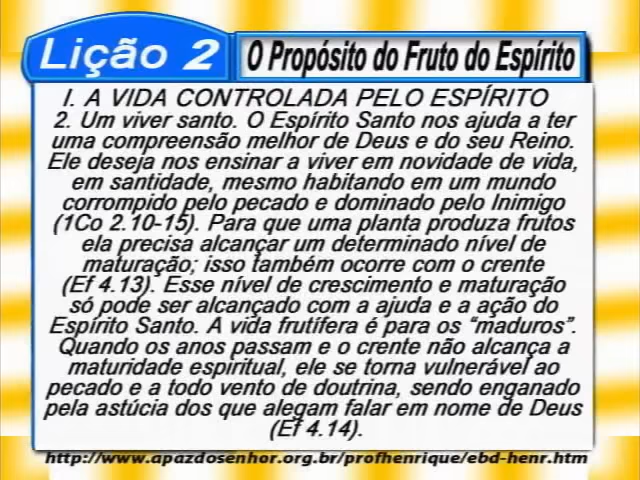 Lição 2
O Propósito do Fruto do Espírito
I. A VIDA CONTROLADA PELO ESPÍRITO
2. Um viver santo. O Espírito Santo nos ajuda a ter
uma compreensão melhor de Deus e do seu Reino.
Ele deseja nos ensinar a viver em novidade de vida,
em santidade, mesmo habitando em um mundo
corrompido pelo pecado e dominado pelo Inimigo
(1Co 2.10-15). Para que uma planta produza frutos
ela precisa alcançar um determinado nível de
maturação; isso também ocorre com o crente
(Ef 4.13). Esse nível de crescimento e maturação
só pode ser alcançado com a ajuda e a ação do
Espírito Santo. A vida frutífera é para os “maduros”.
Quando os anos passam e o crente não alcança a
maturidade espiritual, ele se torna vulnerável ao
pecado e a todo vento de doutrina, sendo enganado
pela astúcia dos que alegam falar em nome de Deus
(Ef 4.14).
http://www.apazdosenhor.org.br/profhenrique/ebd-henr.htm